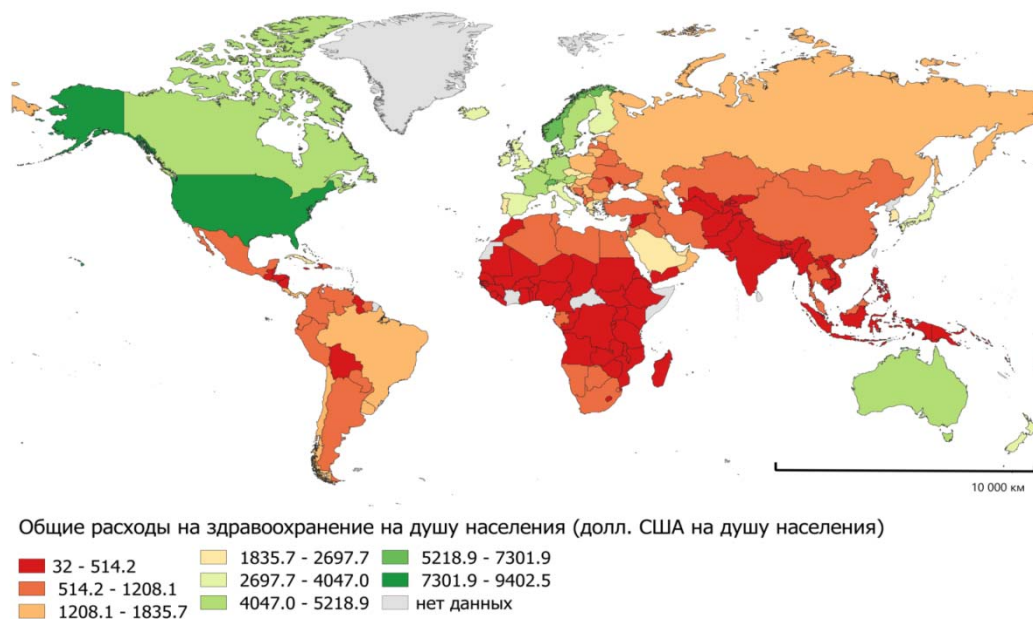 10 000 км
Общие расходы на здравоохранение на душу населения (долл. США на душу населения)
32 - 514.2
514.2 - 1208.1
1208.1 - 1835.7
1835.7 - 2697.7
2697.7 - 4047.0
4047.0 - 5218.9
5218.9 - 7301.9
7301.9 - 9402.5
нет данных